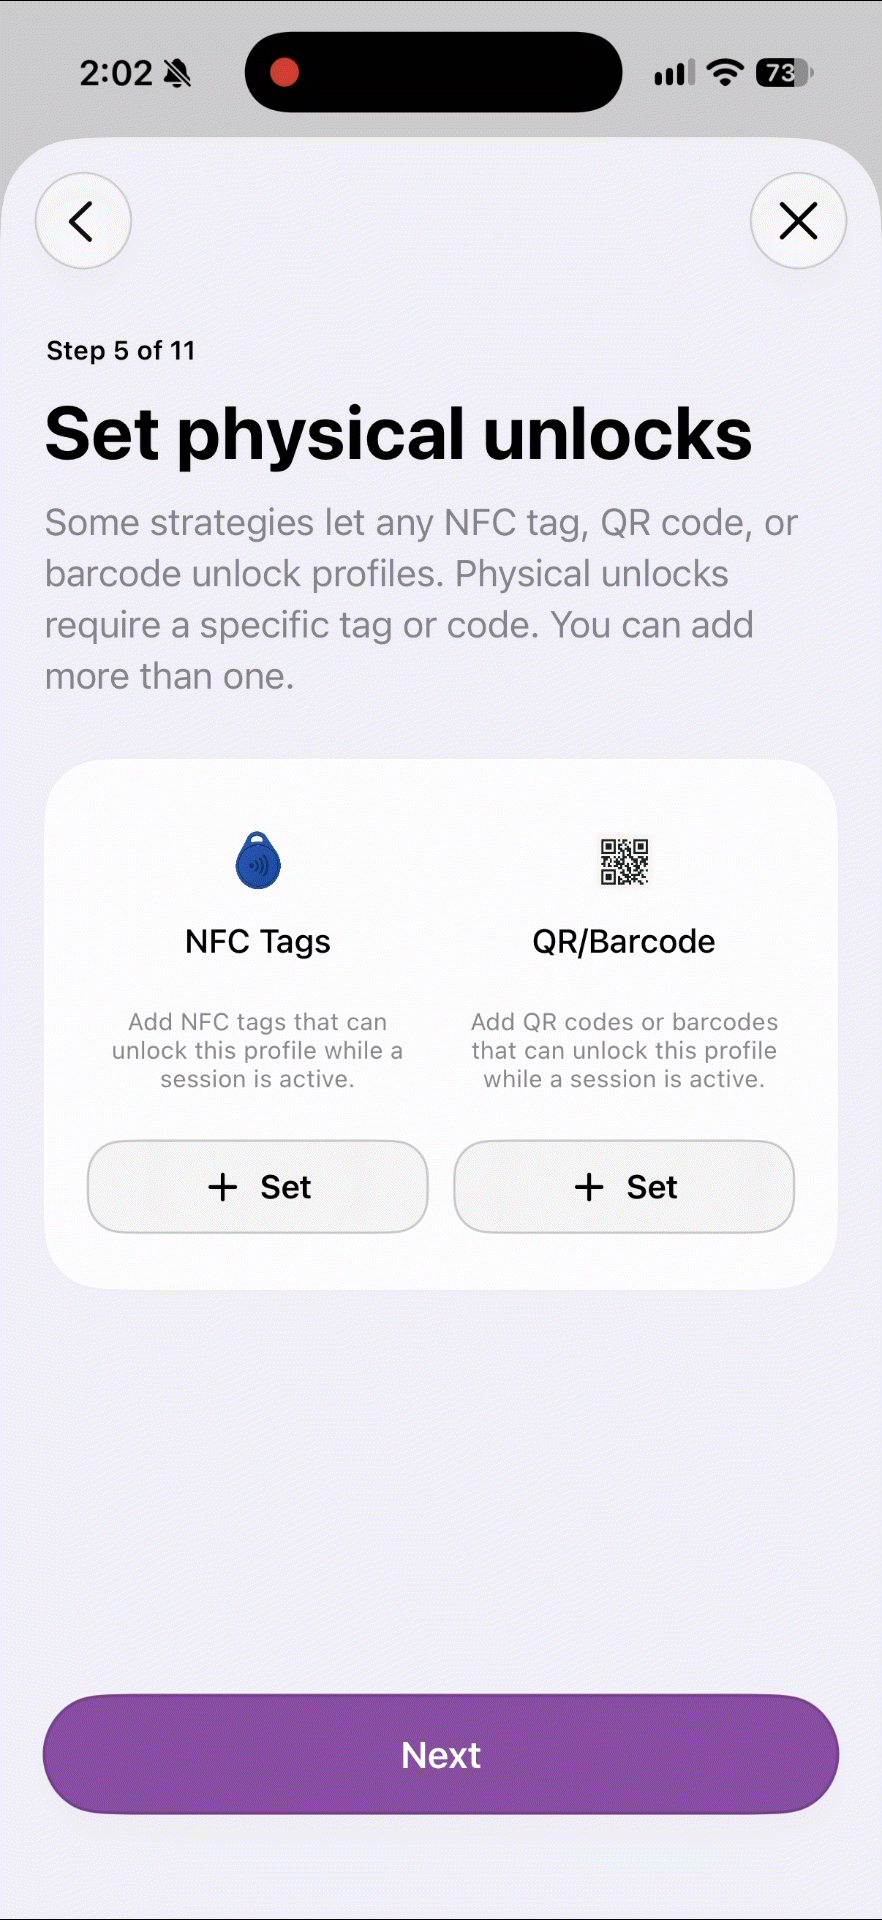 2:02
73
Step 5 of 11
Set physical unlocks
Some strategies let any NFC tag, QR code, or
barcode unlock profiles. Physical unlocks
require a specific tag or code. You can add
more than one.
NFC Tags
Add NFC tags that can
unlock this profile while a
session is active.
+ Set
QR/Barcode
Add QR codes or barcodes
that can unlock this profile
while a session is active.
+ Set
Next